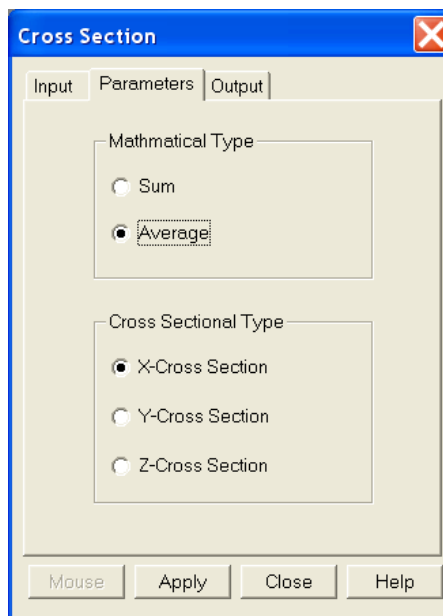 Cross Section
Input Parameters Output
Mathmatical Type
Sum
Average
Cross Sectional Type
X-Cross Section
Y-Cross Section
Z-Cross Section
Mouse Apply Close Help